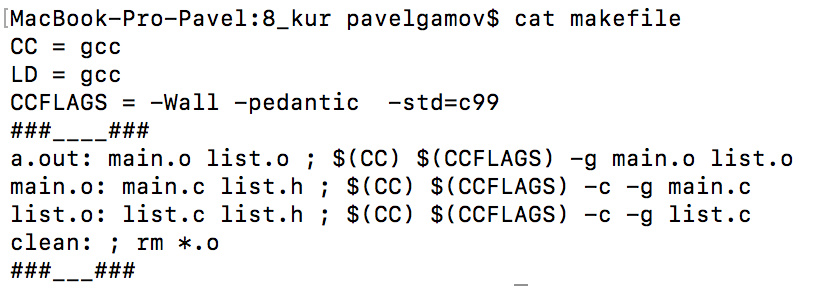 [MacBook-Pro-Pavel:8_kur pavelgamov$ cat makefile
CC = gcc
LD = gcc
CCFLAGS = -Wall -pedantic  -std=c99
###____###
a.out: main.o list.o ; $(CC) $(CCFLAGS) -g main.o list.o
main.o: main.c list.h ; $(CC) $(CCFLAGS) -c -g main.c
list.o: list.c list.h ; $(CC) $(CCFLAGS) -c -g list.c
clean: ; rm *.o
###___###